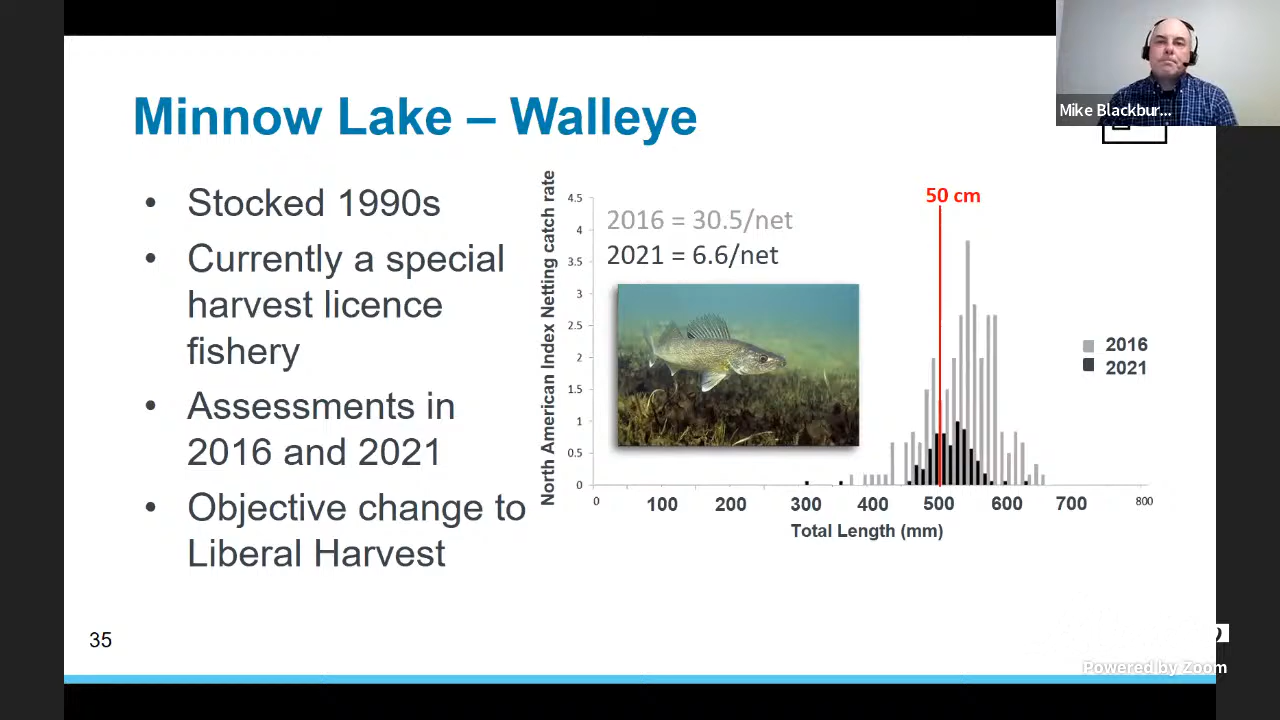 Minnow Lake – Walleye
Mike Blackbur...
• Stocked 1990s
• Currently a special
harvest licence
fishery
• Assessments in
2016 and 2021
• Objective change to
Liberal Harvest
North American Index Netting catch rate
4.5
4
3.5
3
2.5
2
1.5
1
0.5
0
2016 = 30.5/net
2021 = 6.6/net
50 cm
2016
2021
0 100 200 300 400 500 600 700 800
Total Length (mm)
35
Powered by Zoom